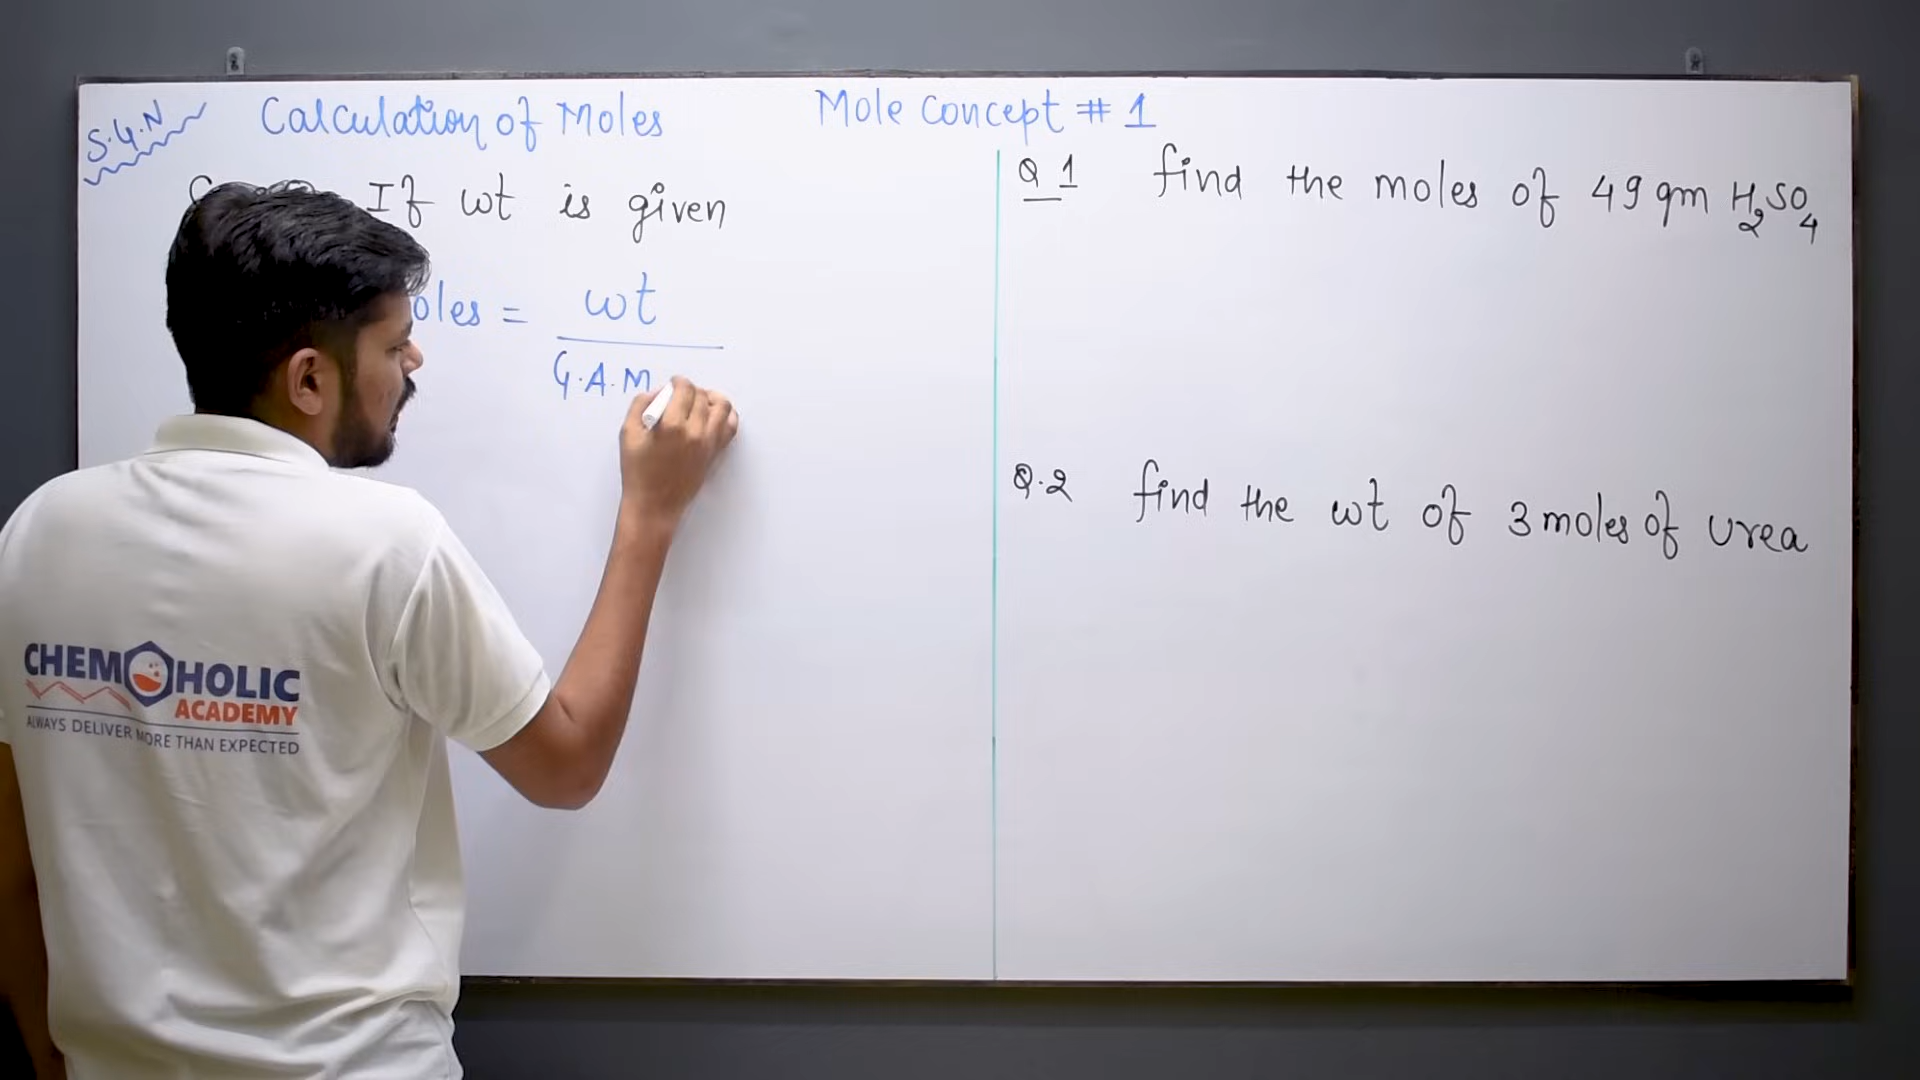 S.G.N
Calculation of Moles
Mole Concept # 1
If wt is given
oles = wt
G.A.M
Q 1 find the moles of 49 gm H₂SO₄
Q.2 find the wt of 3 moles of Urea
CHEMOHOLIC
ACADEMY
ALWAYS DELIVER MORE THAN EXPECTED